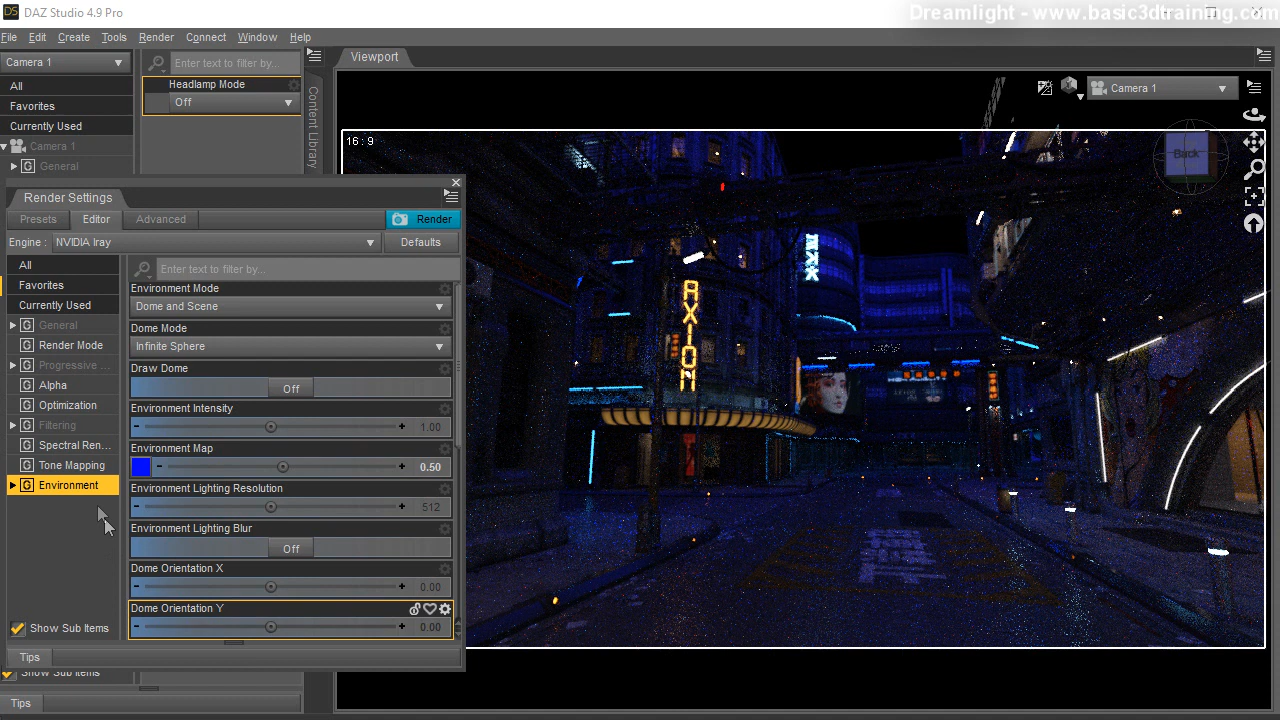 DS DAZ Studio 4.9 Pro
Dreamlight - www.basic3dtraining.com
File Edit Create Tools Render Connect Window Help
Camera 1
Enter text to filter by...
Viewport
All
Favorites
Currently Used
Camera 1
General
Headlamp Mode
Off
Content Library
Camera 1
16:9
Back
AXIOM
Render Settings
Presets Editor Advanced Render
Engine : NVIDIA Iray Defaults
All
Favorites
Currently Used
G General
G Render Mode
G Progressive ...
G Alpha
G Optimization
G Filtering
G Spectral Ren...
G Tone Mapping
G Environment
Show Sub Items
Enter text to filter by...
Environment Mode
Dome and Scene
Dome Mode
Infinite Sphere
Draw Dome
Off
Environment Intensity
1.00
Environment Map
0.50
Environment Lighting Resolution
512
Environment Lighting Blur
Off
Dome Orientation X
0.00
Dome Orientation Y
0.00
Tips
Show Sub Items
Tips